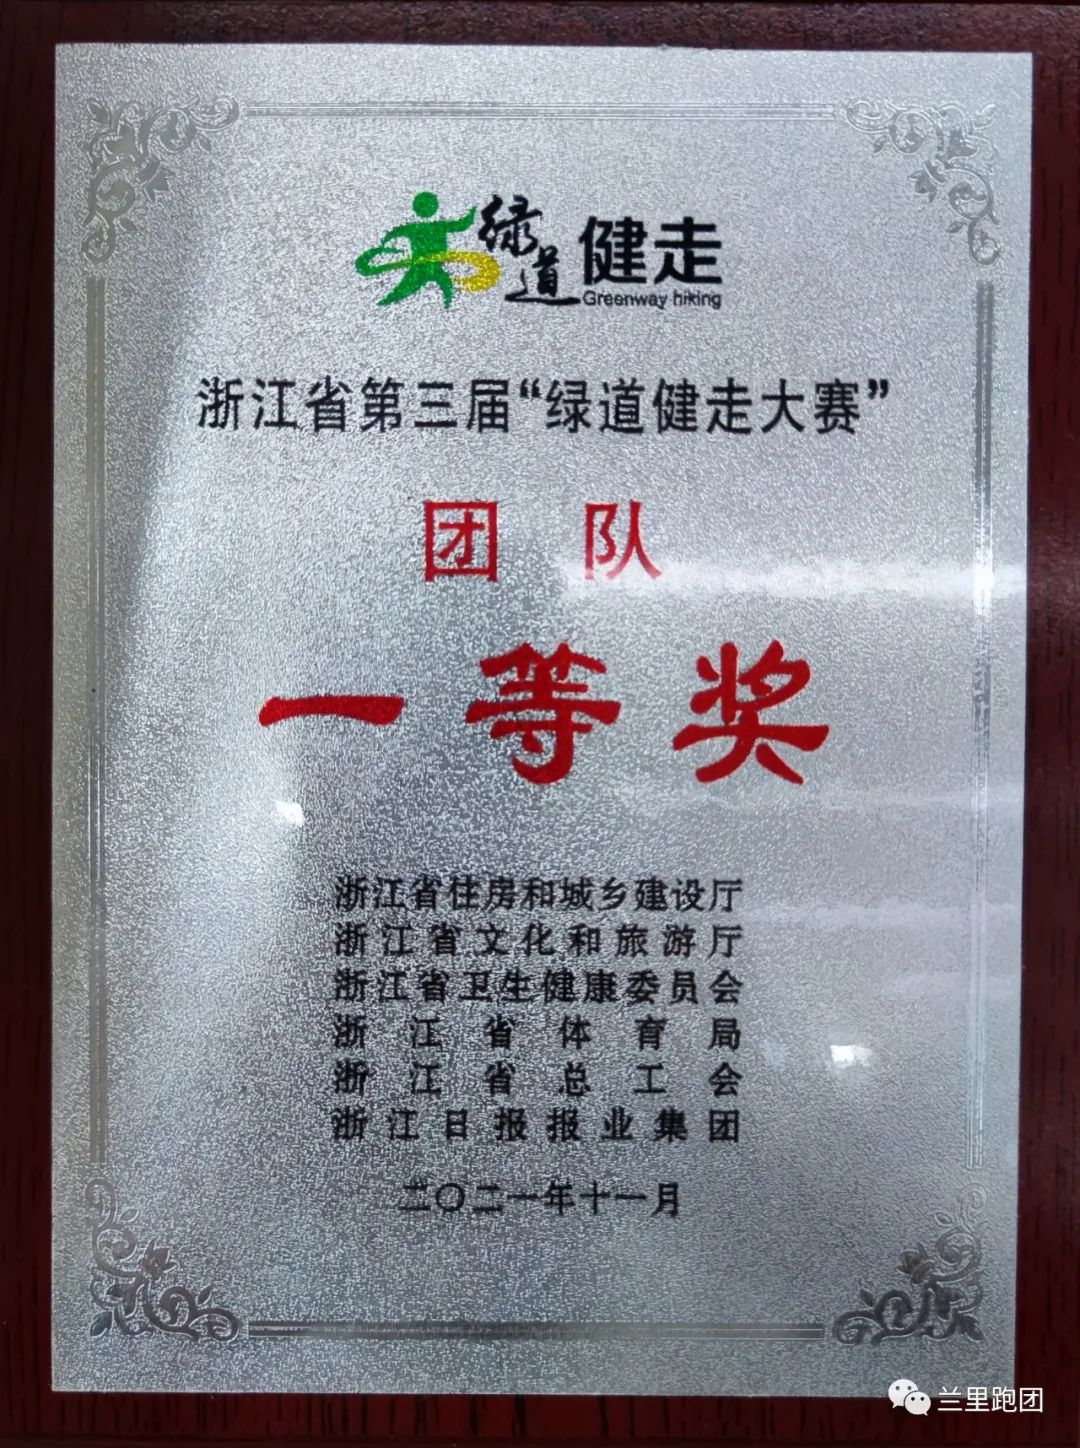 绿道健走
Greenway hiking
浙江省第三届“绿道健走大赛”
团队
一等奖
浙江省住房和城乡建设厅
浙江省文化和旅游厅
浙江省卫生健康委员会
浙江省体育局
浙江省总工会
浙江日报报业集团
二〇二一年十一月
兰里跑团